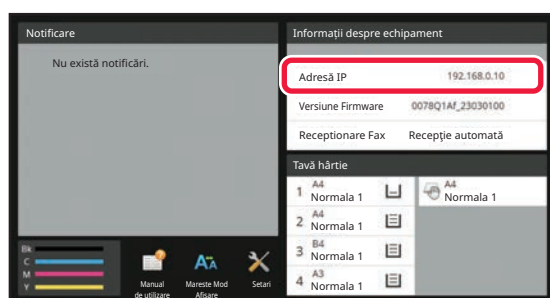 Notificare
Nu există notificări.
Informații despre echipament
Adresă IP 192.168.0.10
Versiune Firmware 0078Q1Af_23030100
Receptionare Fax Recepție automată
Tavă hârtie
1 A4
Normala 1
2 A4
Normala 1
3 B4
Normala 1
4 A3
Normala 1
A4
Normala 1
Bk
C
M
Y
Manual
de utilizare
Mareste Mod
Afisare
Setari